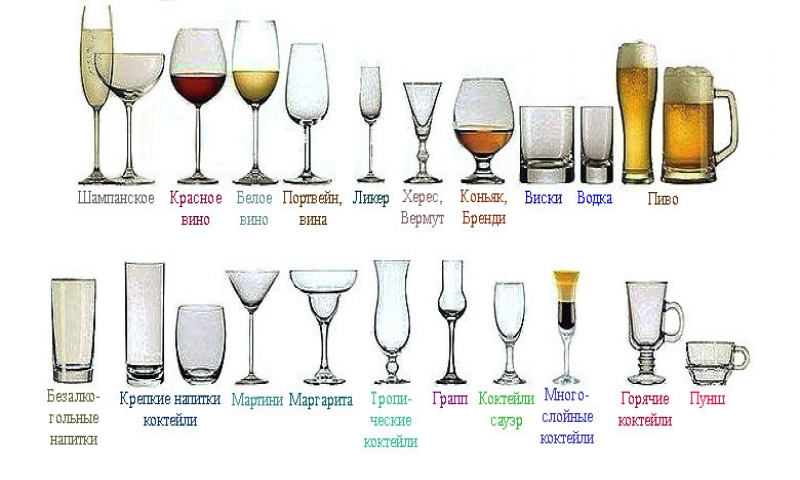 Шампанское
Красное
вино
Белое
вино
Портвейн,
вина
Ликер
Херес,
Вермут
Коньяк,
Бренди
Виски
Водка
Пиво
Безалко-
гольные
напитки
Крепкие напитки
коктейли
Мартини
Маргарита
Тропи-
ческие
коктейли
Грапп
Коктейли
сауэр
Много-
слойные
коктейли
Горячие
коктейли
Пунш